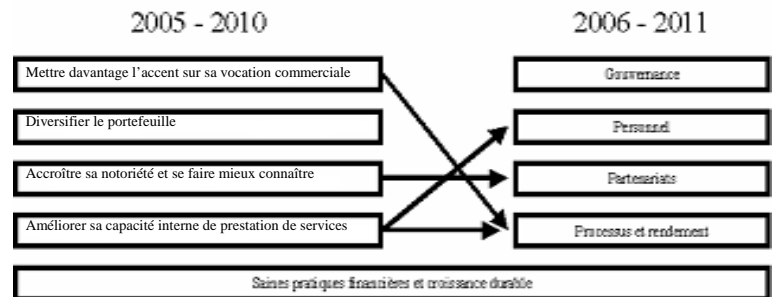 2005 - 2010
2006 - 2011
Mettre davantage l’accent sur sa vocation commerciale
Gouvernance
Diversifier le portefeuille
Personnel
Accroître sa notoriété et se faire mieux connaître
Partenariats
Améliorer sa capacité interne de prestation de services
Processus et rendement
Saines pratiques financières et croissance durable